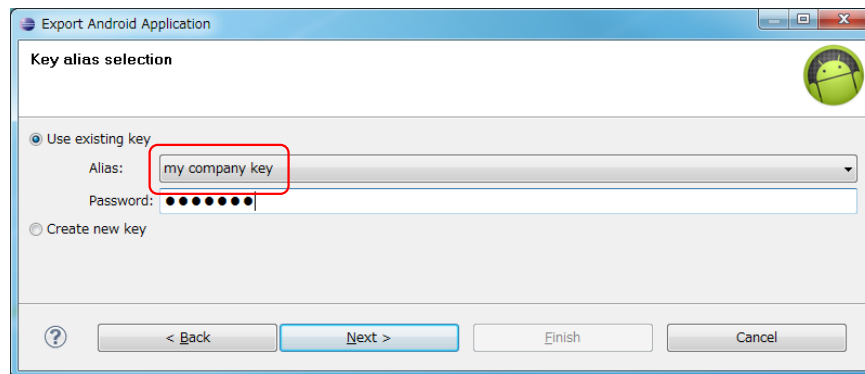 Export Android Application
Key alias selection
Use existing key
Alias: my company key
Password: ●●●●●●●
Create new key
? < Back Next > Finish Cancel